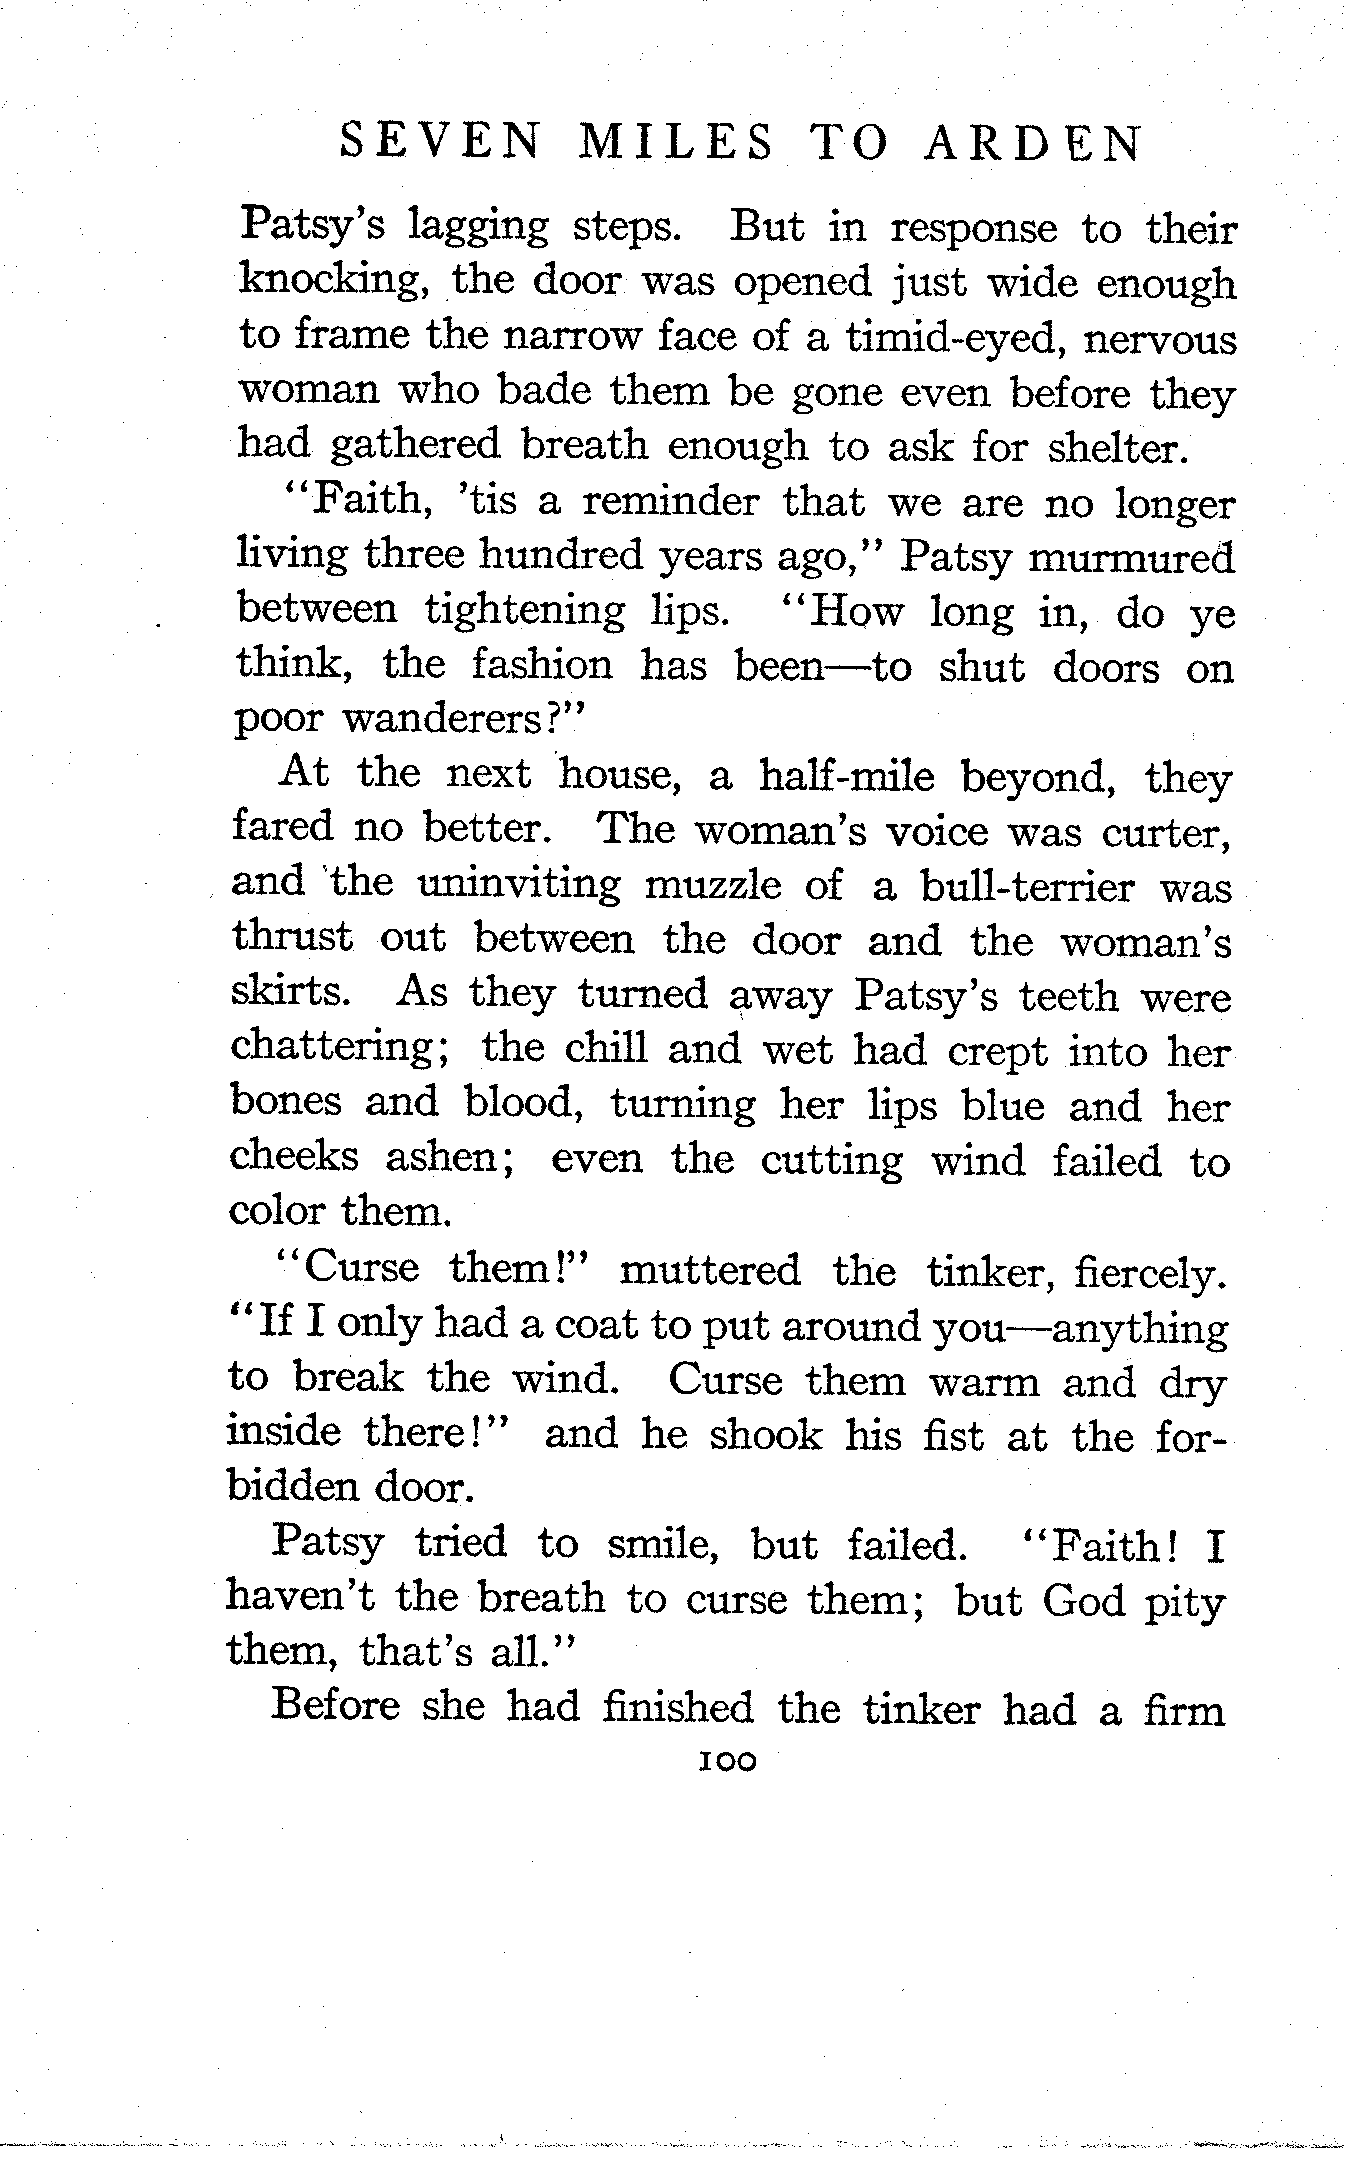 SEVEN MILES TO ARDEN
Patsy's lagging steps. But in response to their
knocking, the door was opened just wide enough
to frame the narrow face of a timid-eyed, nervous
woman who bade them be gone even before they
had gathered breath enough to ask for shelter.
"Faith, 'tis a reminder that we are no longer
living three hundred years ago," Patsy murmured
between tightening lips. "How long in, do ye
think, the fashion has been—to shut doors on
poor wanderers?"
At the next house, a half-mile beyond, they
fared no better. The woman's voice was curter,
and the uninviting muzzle of a bull-terrier was
thrust out between the door and the woman's
skirts. As they turned away Patsy's teeth were
chattering; the chill and wet had crept into her
bones and blood, turning her lips blue and her
cheeks ashen; even the cutting wind failed to
color them.
"Curse them!" muttered the tinker, fiercely.
"If I only had a coat to put around you—anything
to break the wind. Curse them warm and dry
inside there!" and he shook his fist at the for-
bidden door.
Patsy tried to smile, but failed. "Faith! I
haven't the breath to curse them; but God pity
them, that's all."
Before she had finished the tinker had a firm
100